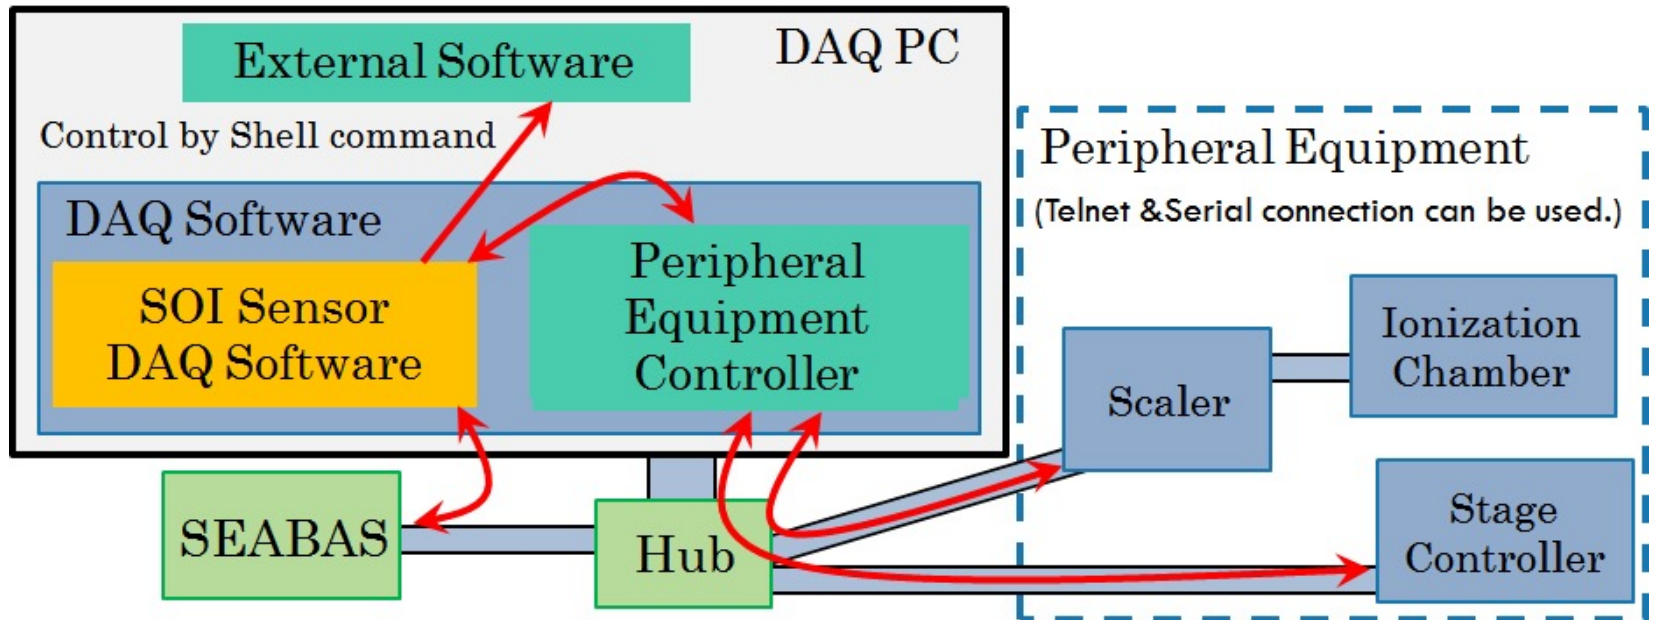 External Software
DAQ PC
Control by Shell command
DAQ Software
SOI Sensor
DAQ Software
Peripheral
Equipment
Controller
Peripheral Equipment
(Telnet &Serial connection can be used.)
Ionization
Chamber
Scaler
Stage
Controller
SEABAS
Hub